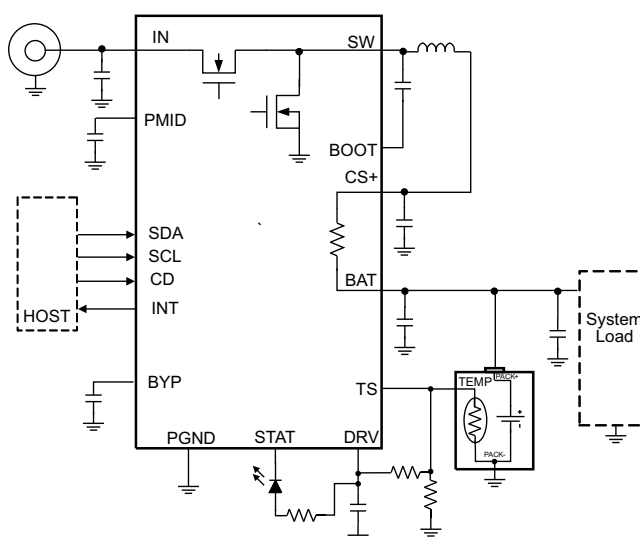 IN
SW
PMID
BOOT
CS+
SDA
SCL
CD
INT
HOST
BAT
System
Load
BYP
TS
TEMP
PACK+
+
-
PACK-
PGND
STAT
DRV